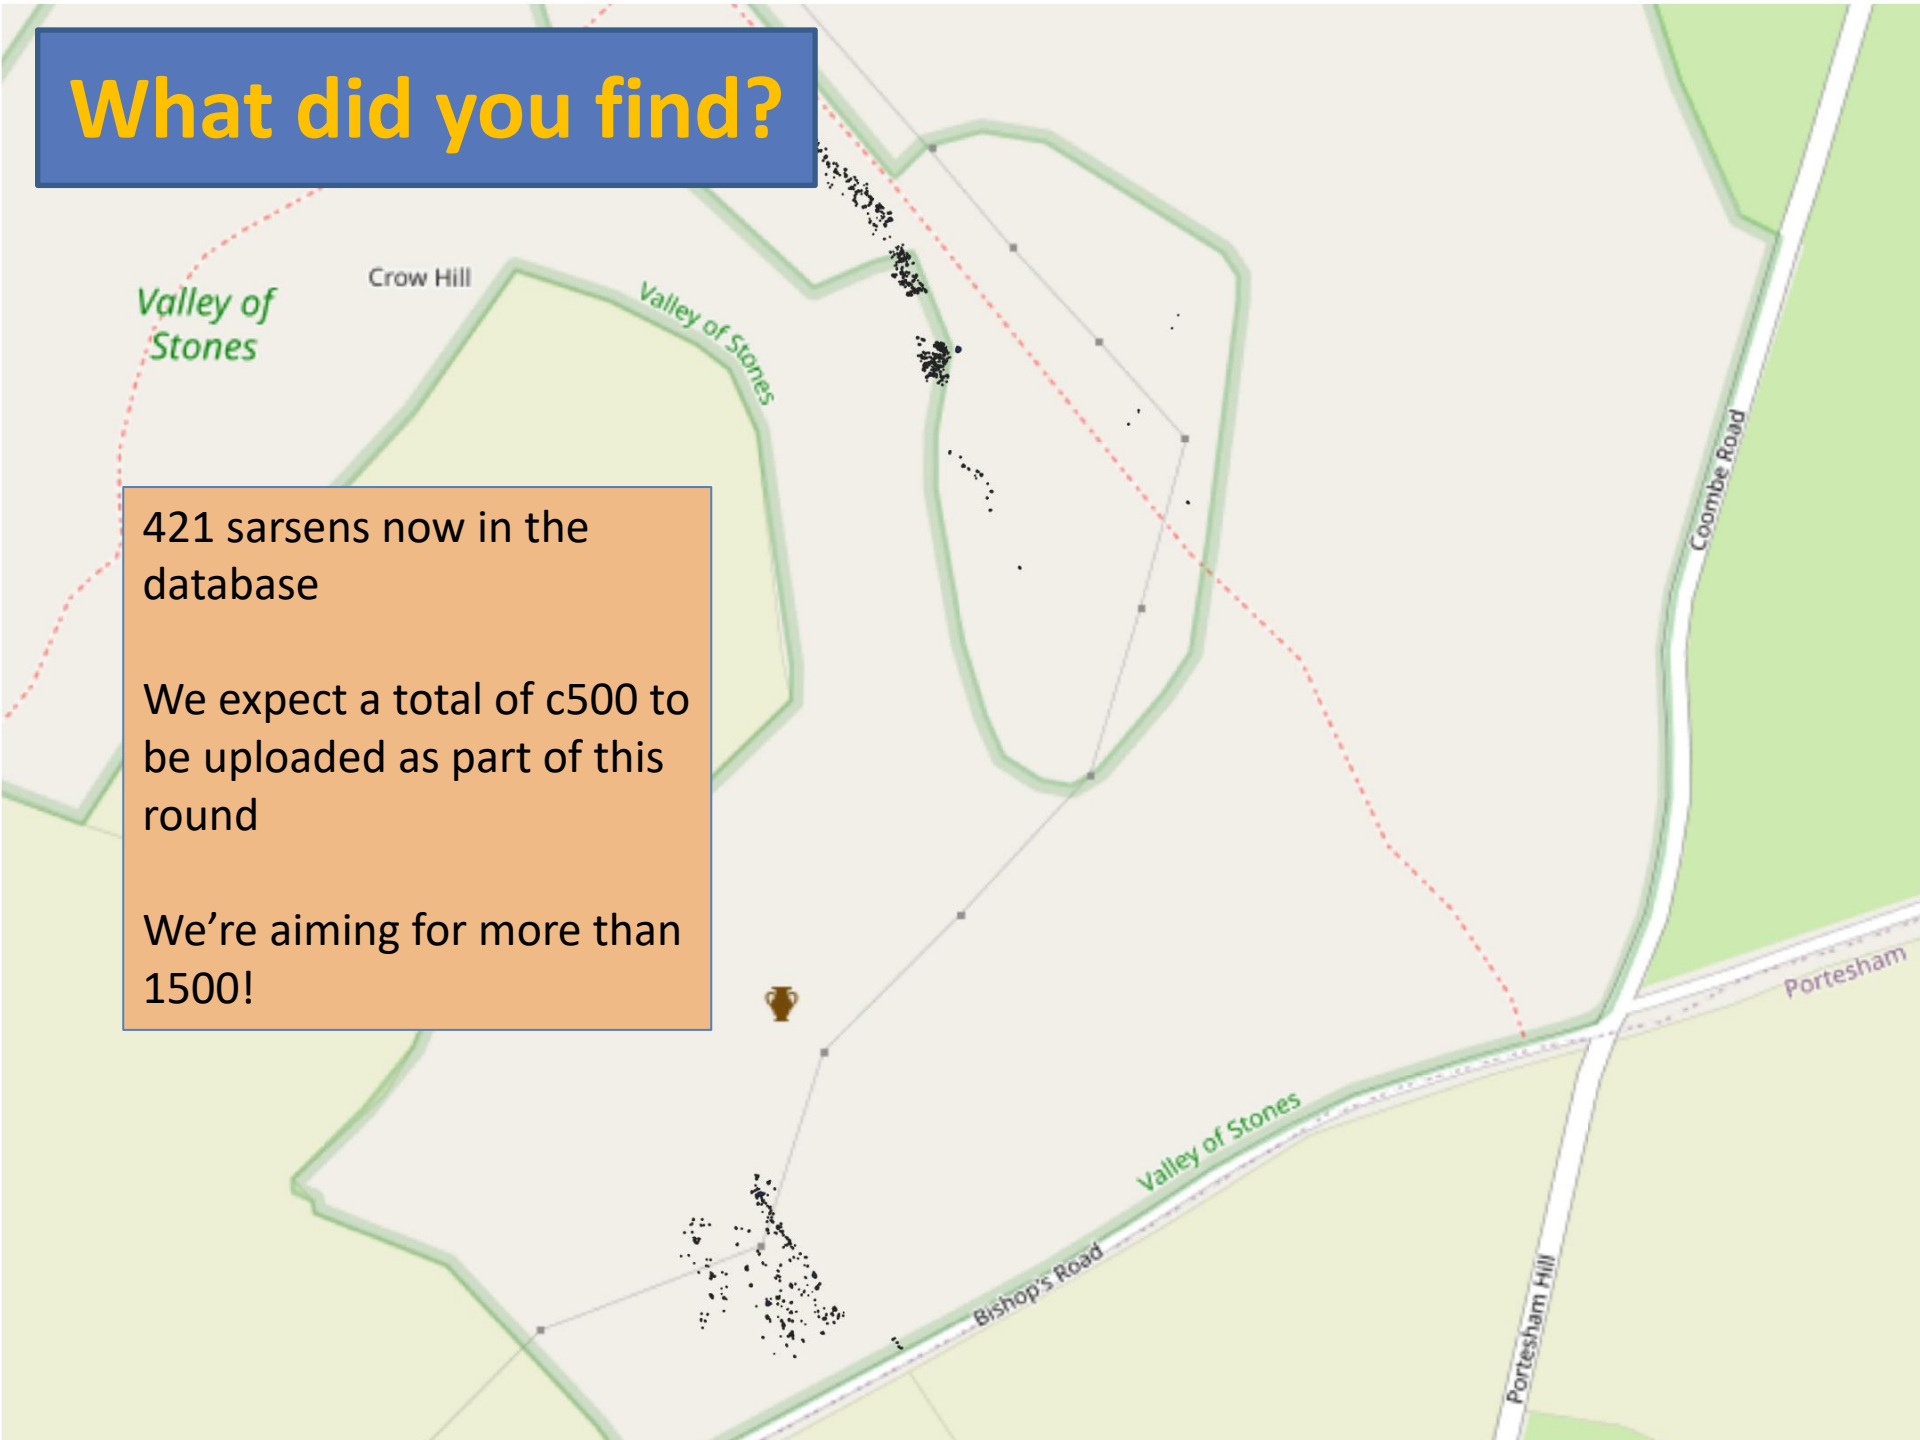 What did you find?
Crow Hill
Valley of
Stones
Valley of Stones
421 sarsens now in the
database
We expect a total of c500 to
be uploaded as part of this
round
We’re aiming for more than
1500!
Coombe Road
Portesham
Valley of Stones
Bishop's Road
Portesham Hill